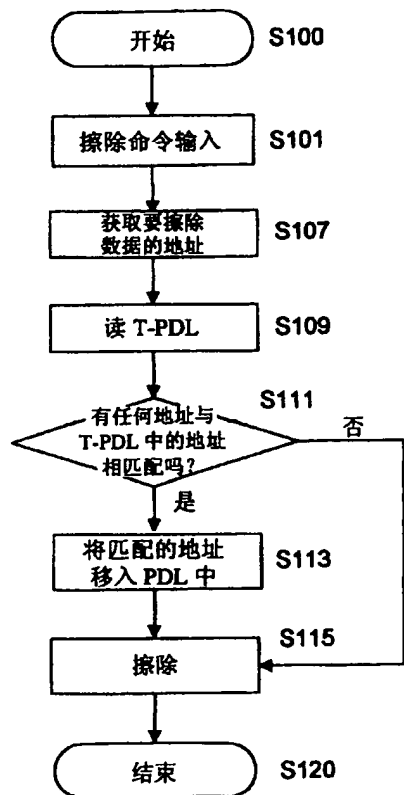 开始 S100
擦除命令输入 S101
获取要擦除
数据的地址 S107
读 T-PDL S109
S111
有任何地址与
T-PDL 中的地址
相匹配吗?
否
是
将匹配的地址
移入 PDL 中 S113
S115
擦除
结束 S120